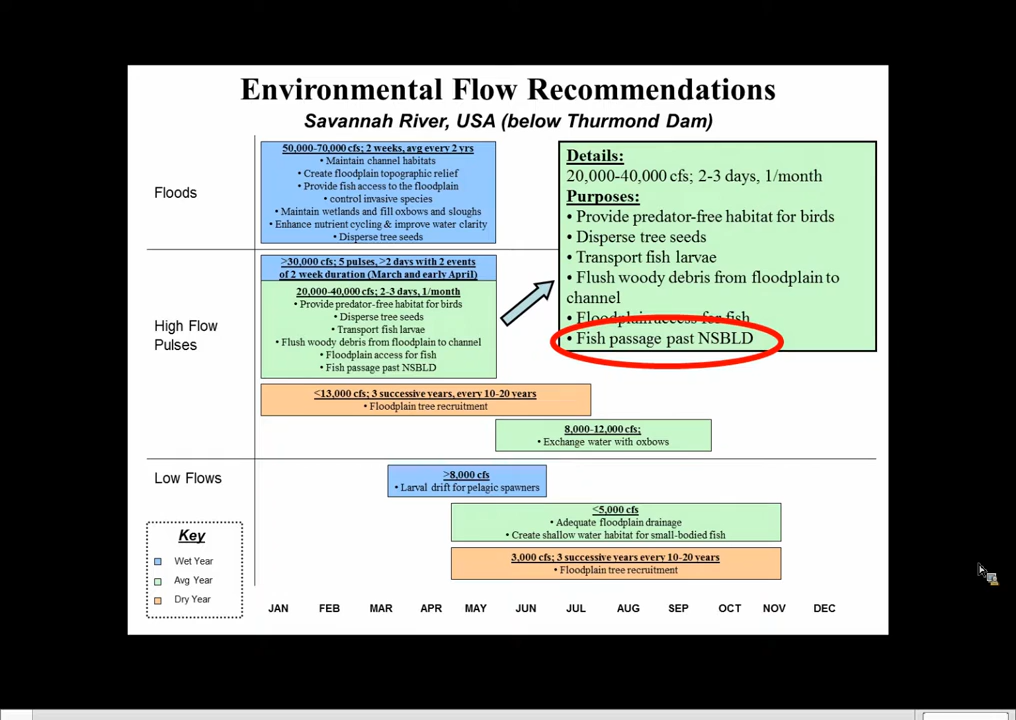 Environmental Flow Recommendations
Savannah River, USA (below Thurmond Dam)
Floods
50,000-70,000 cfs; 2 weeks, avg every 2 yrs
• Maintain channel habitats
• Create floodplain topographic relief
• Provide fish access to the floodplain
• control invasive species
• Maintain wetlands and fill oxbows and sloughs
• Enhance nutrient cycling & improve water clarity
• Disperse tree seeds
High Flow
Pulses
>30,000 cfs; 5 pulses, >2 days with 2 events
of 2 week duration (March and early April)
20,000-40,000 cfs; 2-3 days, 1/month
• Provide predator-free habitat for birds
• Disperse tree seeds
• Transport fish larvae
• Flush woody debris from floodplain to channel
• Floodplain access for fish
• Fish passage past NSBLD
Details:
20,000-40,000 cfs; 2-3 days, 1/month
Purposes:
• Provide predator-free habitat for birds
• Disperse tree seeds
• Transport fish larvae
• Flush woody debris from floodplain to
channel
• Floodplain access for fish
• Fish passage past NSBLD
<13,000 cfs; 3 successive years, every 10-20 years
• Floodplain tree recruitment
8,000-12,000 cfs;
• Exchange water with oxbows
Low Flows
>8,000 cfs
• Larval drift for pelagic spawners
<5,000 cfs
• Adequate floodplain drainage
• Create shallow water habitat for small-bodied fish
3,000 cfs; 3 successive years every 10-20 years
• Floodplain tree recruitment
Key
Wet Year
Avg Year
Dry Year
JAN FEB MAR APR MAY JUN JUL AUG SEP OCT NOV DEC